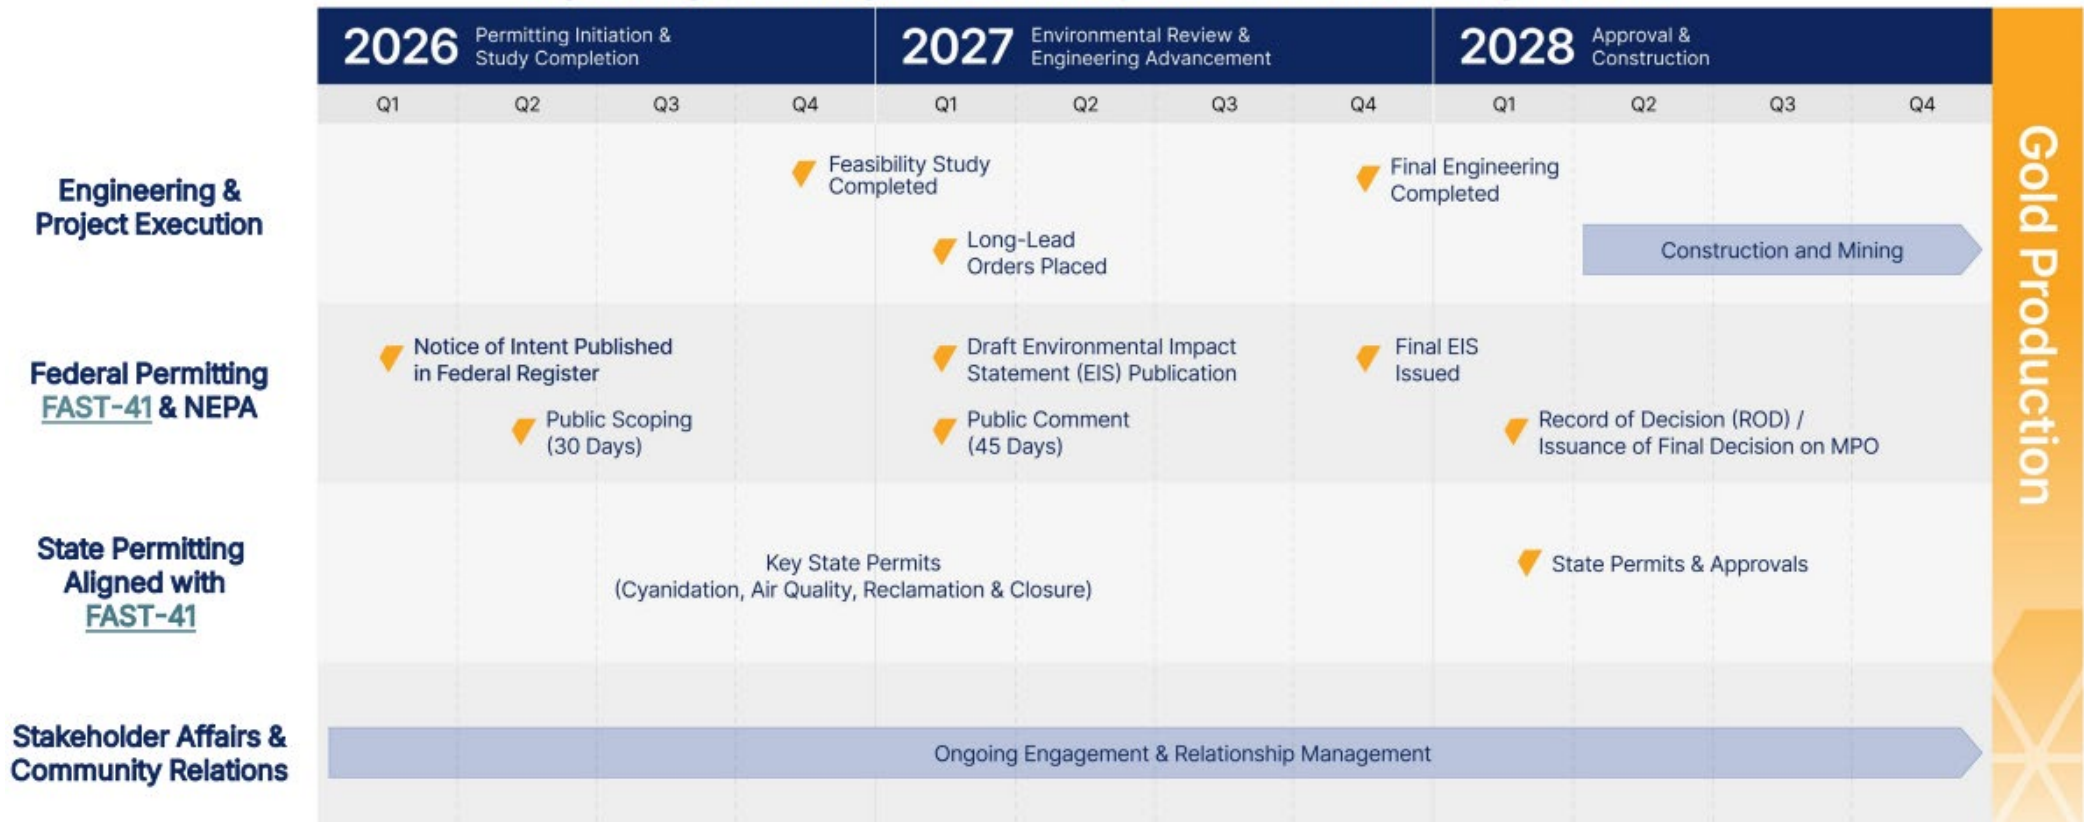 2026 Permitting Initiation &
Study Completion
2027 Environmental Review &
Engineering Advancement
2028 Approval &
Construction
Q1 Q2 Q3 Q4 Q1 Q2 Q3 Q4 Q1 Q2 Q3 Q4
Engineering &
Project Execution
Feasibility Study
Completed
Final Engineering
Completed
Long-Lead
Orders Placed
Construction and Mining
Federal Permitting
FAST-41 & NEPA
Notice of Intent Published
in Federal Register
Draft Environmental Impact
Statement (EIS) Publication
Final EIS
Issued
Public Scoping
(30 Days)
Public Comment
(45 Days)
Record of Decision (ROD) /
Issuance of Final Decision on MPO
State Permitting
Aligned with
FAST-41
Key State Permits
(Cyanidation, Air Quality, Reclamation & Closure)
State Permits & Approvals
Stakeholder Affairs &
Community Relations
Ongoing Engagement & Relationship Management
Gold Production